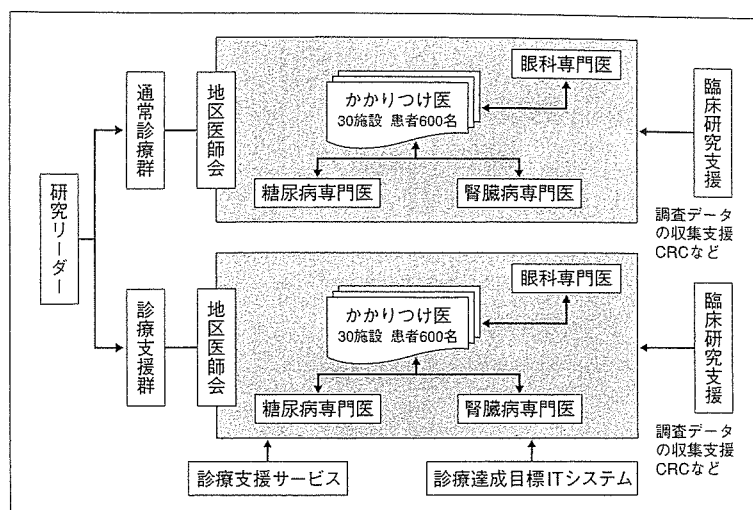 研究リーダー
通常診療群
地区医師会
かかりつけ医
30施設 患者600名
眼科専門医
糖尿病専門医
腎臓病専門医
臨床研究支援
調査データ
の収集支援
CRCなど
診療支援群
地区医師会
かかりつけ医
30施設 患者600名
眼科専門医
糖尿病専門医
腎臓病専門医
臨床研究支援
調査データ
の収集支援
CRCなど
診療支援サービス
診療達成目標ITシステム